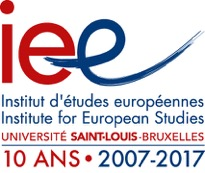 iee
Institut d'études européennes
Institute for European Studies
UNIVERSITÉ SAINT-LOUIS-BRUXELLES
10 ANS • 2007-2017